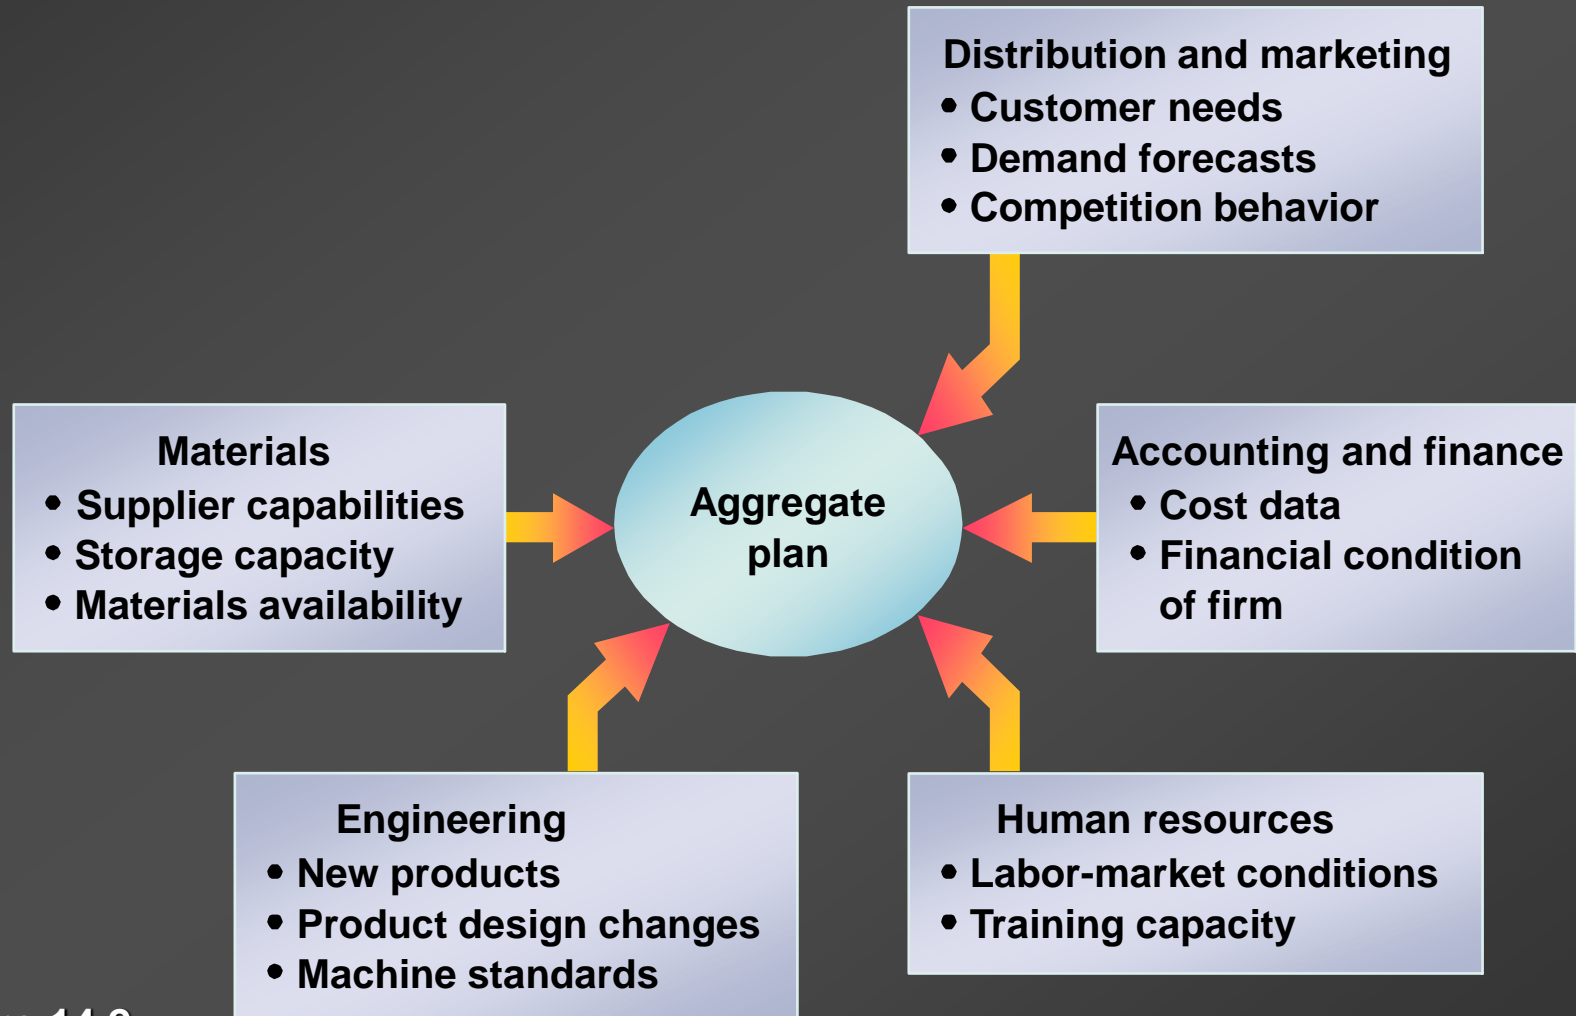 Distribution and marketing
• Customer needs
• Demand forecasts
• Competition behavior
Materials
• Supplier capabilities
• Storage capacity
• Materials availability
Aggregate
plan
Accounting and finance
• Cost data
• Financial condition
of firm
Engineering
• New products
• Product design changes
• Machine standards
Human resources
• Labor-market conditions
• Training capacity